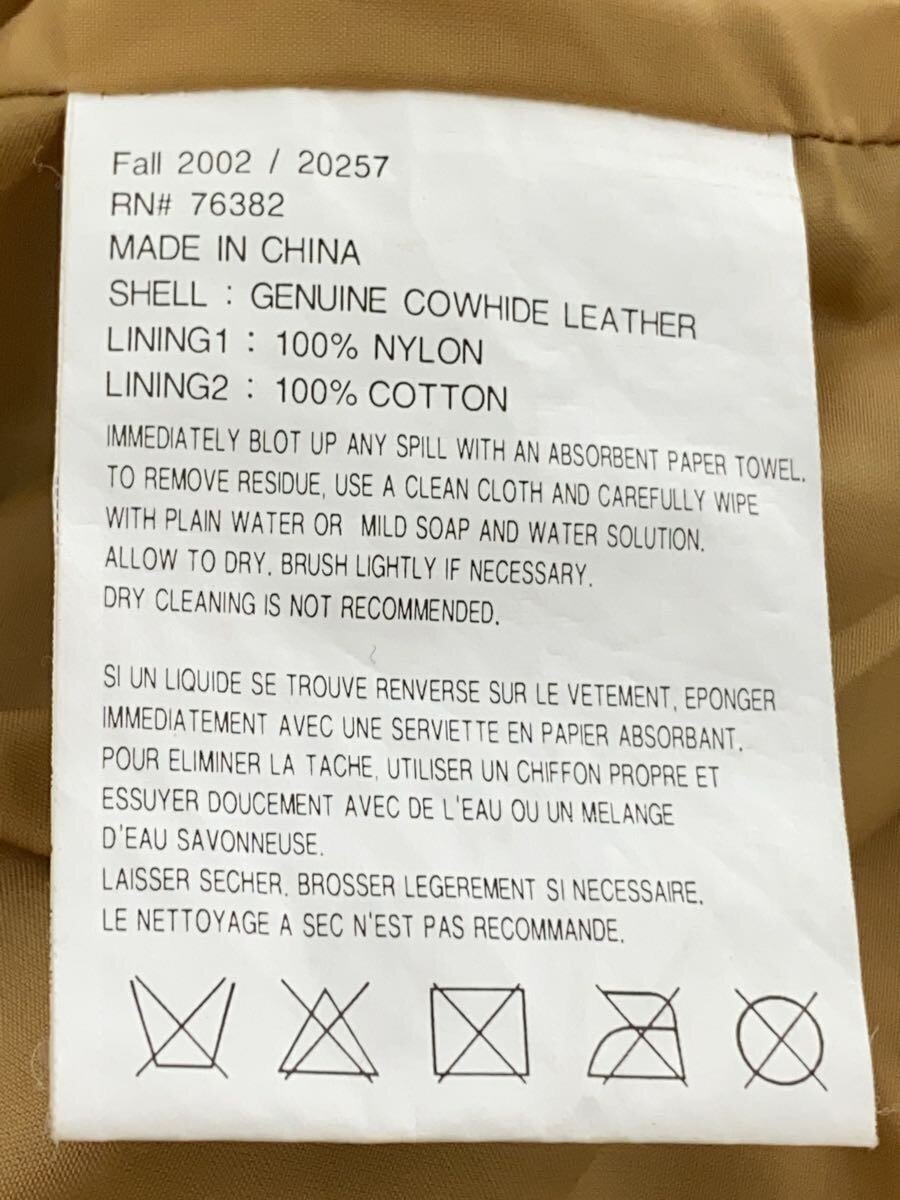 Fall 2002 / 20257
RN# 76382
MADE IN CHINA
SHELL : GENUINE COWHIDE LEATHER
LINING1 : 100% NYLON
LINING2 : 100% COTTON
IMMEDIATELY BLOT UP ANY SPILL WITH AN ABSORBENT PAPER TOWEL.
TO REMOVE RESIDUE, USE A CLEAN CLOTH AND CAREFULLY WIPE
WITH PLAIN WATER OR MILD SOAP AND WATER SOLUTION.
ALLOW TO DRY. BRUSH LIGHTLY IF NECESSARY.
DRY CLEANING IS NOT RECOMMENDED.
SI UN LIQUIDE SE TROUVE RENVERSE SUR LE VETEMENT, EPONGER
IMMEDIATEMENT AVEC UNE SERVIETTE EN PAPIER ABSORBANT.
POUR ELIMINER LA TACHE, UTILISER UN CHIFFON PROPRE ET
ESSUYER DOUCEMENT AVEC DE L'EAU OU UN MELANGE
D'EAU SAVONNEUSE.
LAISSER SECHER. BROSSER LEGEREMENT SI NECESSAIRE.
LE NETTOYAGE A SEC N'EST PAS RECOMMANDE.